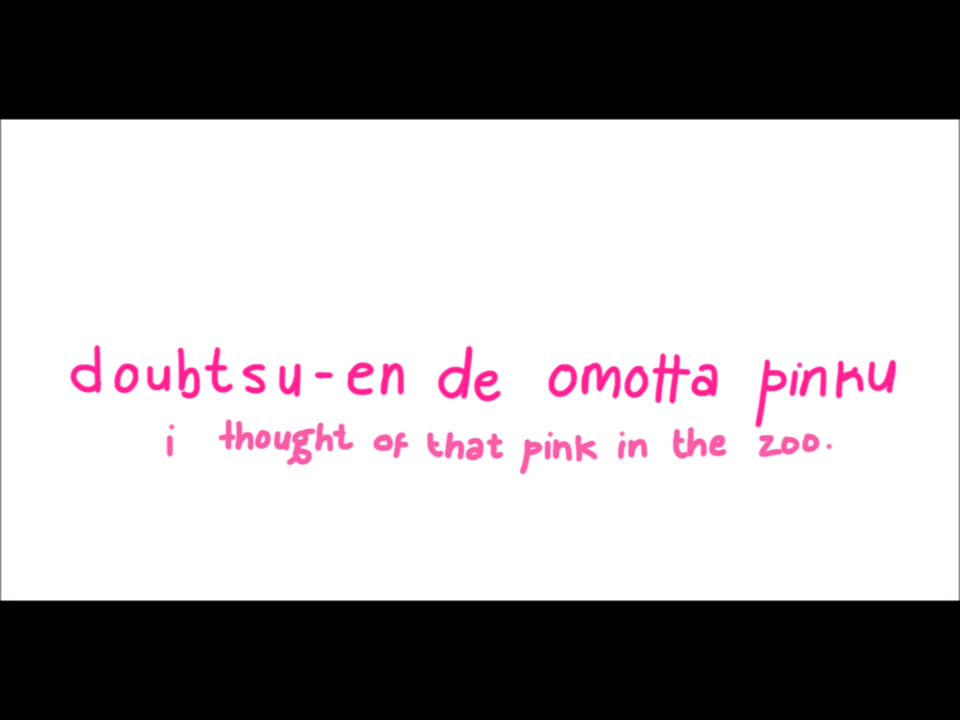 doubtsu-en de omotta pinku
i thought of that pink in the zoo.